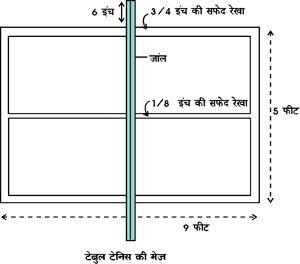 6 इंच
3/4 इंच की सफेद रेखा
जांल
1/8 इंच की सफेद रेखा
5 फीट
9 फीट
टेबुल टेनिस की मेज